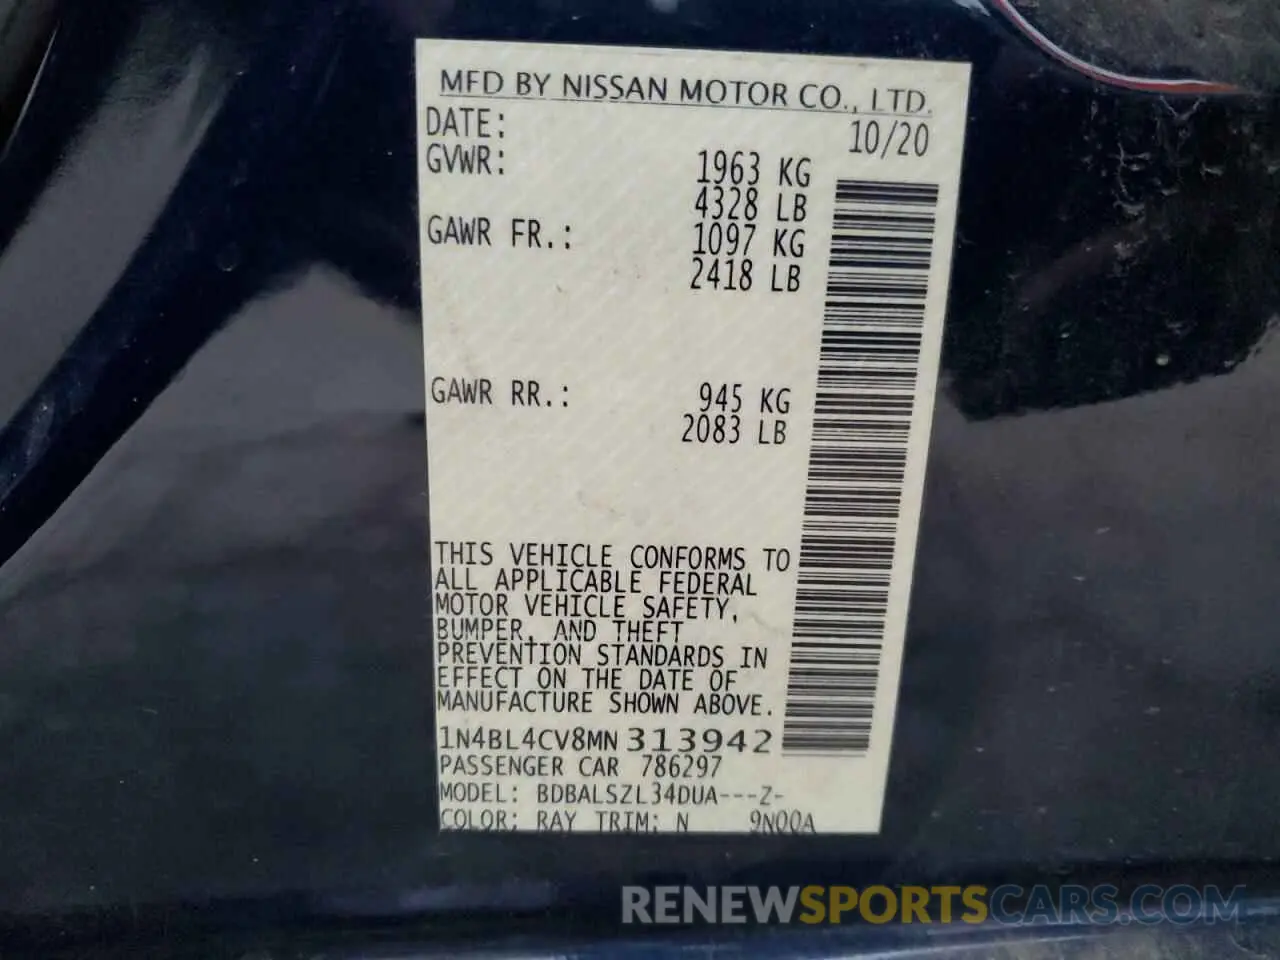 MFD BY NISSAN MOTOR CO., LTD.
DATE: 10/20
GVWR: 1963 KG
4328 LB
GAWR FR.: 1097 KG
2418 LB
GAWR RR.: 945 KG
2083 LB
THIS VEHICLE CONFORMS TO
ALL APPLICABLE FEDERAL
MOTOR VEHICLE SAFETY,
BUMPER, AND THEFT
PREVENTION STANDARDS IN
EFFECT ON THE DATE OF
MANUFACTURE SHOWN ABOVE.
1N4BL4CV8MN 313942
PASSENGER CAR 786297
MODEL: BDBALSZL34DUA---Z-
COLOR: RAY TRIM: N 9N00A
RENEWSPORTSCARS.COM